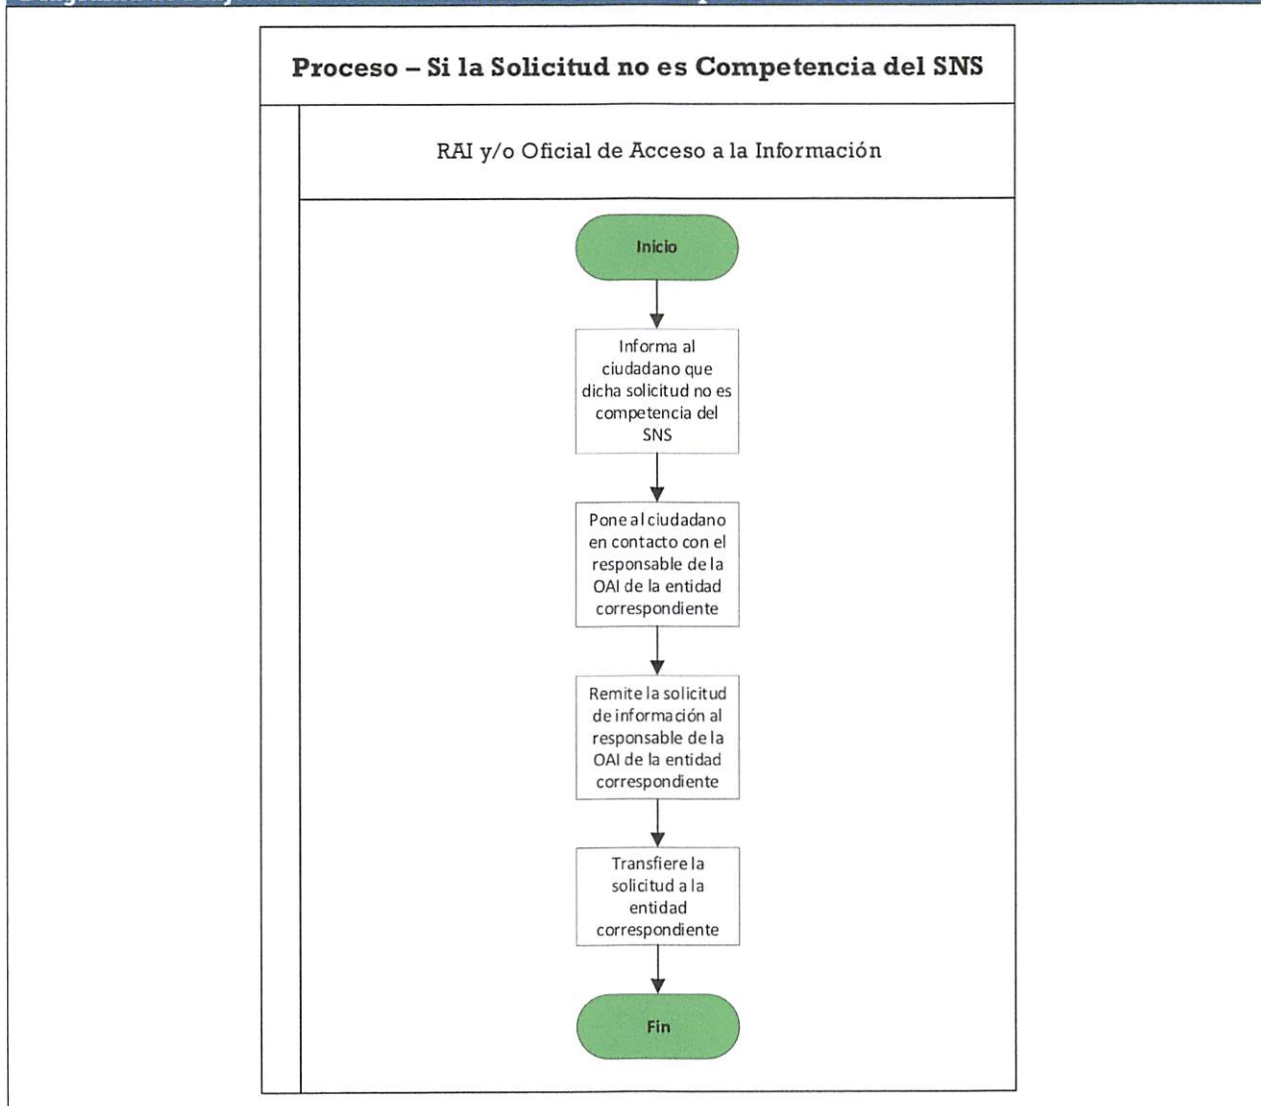 Proceso – Si la Solicitud no es Competencia del SNS
RAI y/o Oficial de Acceso a la Información
Inicio
Informa al
ciudadano que
dicha solicitud no es
competencia del
SNS
Pone al ciudadano
en contacto con el
responsable de la
OAI de la entidad
correspondiente
Remite la solicitud
de información al
responsable de la
OAI de la entidad
correspondiente
Transfiere la
solicitud a la
entidad
correspondiente
Fin